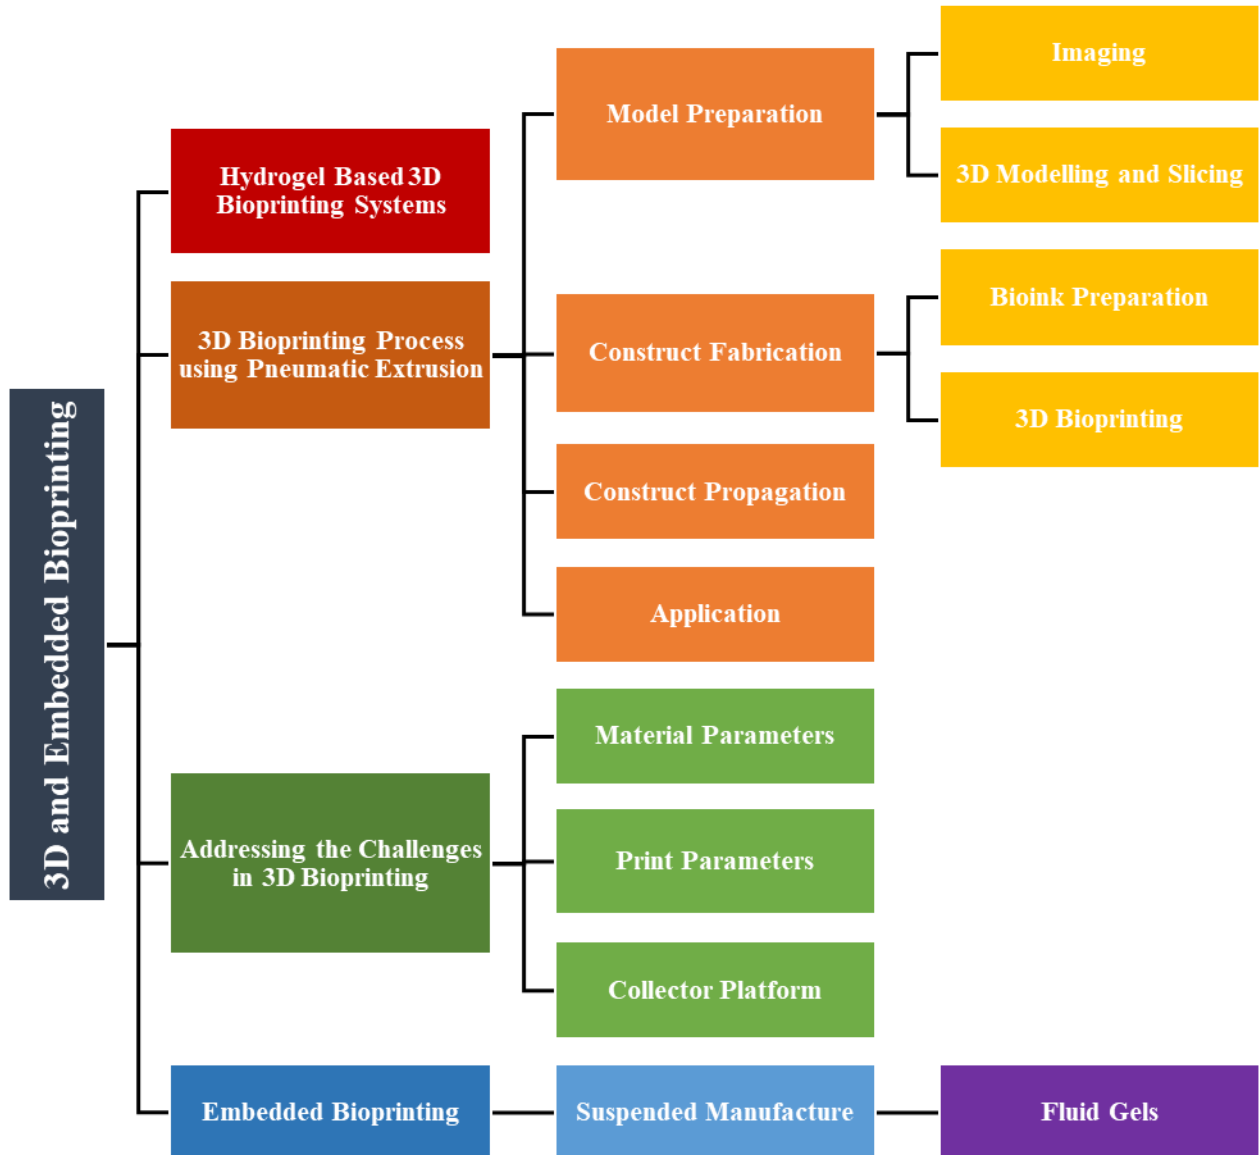 3D and Embedded Bioprinting
Hydrogel Based 3D
Bioprinting Systems
3D Bioprinting Process
using Pneumatic Extrusion
Model Preparation
Imaging
3D Modelling and Slicing
Construct Fabrication
Bioink Preparation
3D Bioprinting
Construct Propagation
Application
Addressing the Challenges
in 3D Bioprinting
Material Parameters
Print Parameters
Collector Platform
Embedded Bioprinting
Suspended Manufacture
Fluid Gels